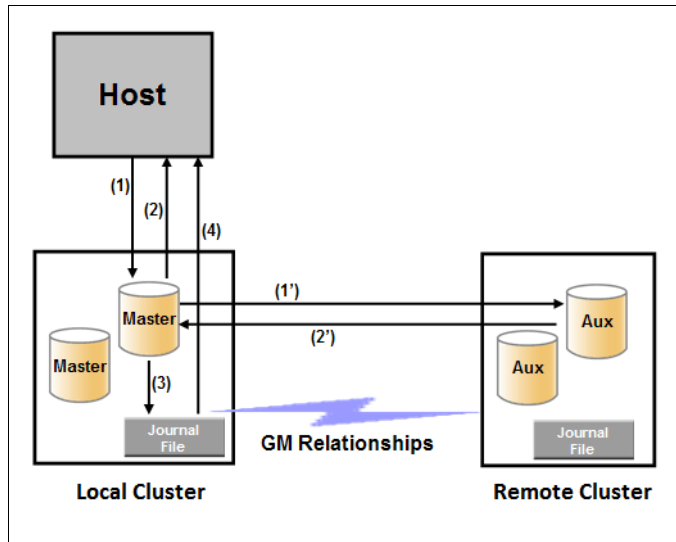 Host
(1)
(2)
(4)
(1')
Master
Aux
(2')
Master
Aux
(3)
Journal
File
GM Relationships
Journal
File
Local Cluster
Remote Cluster